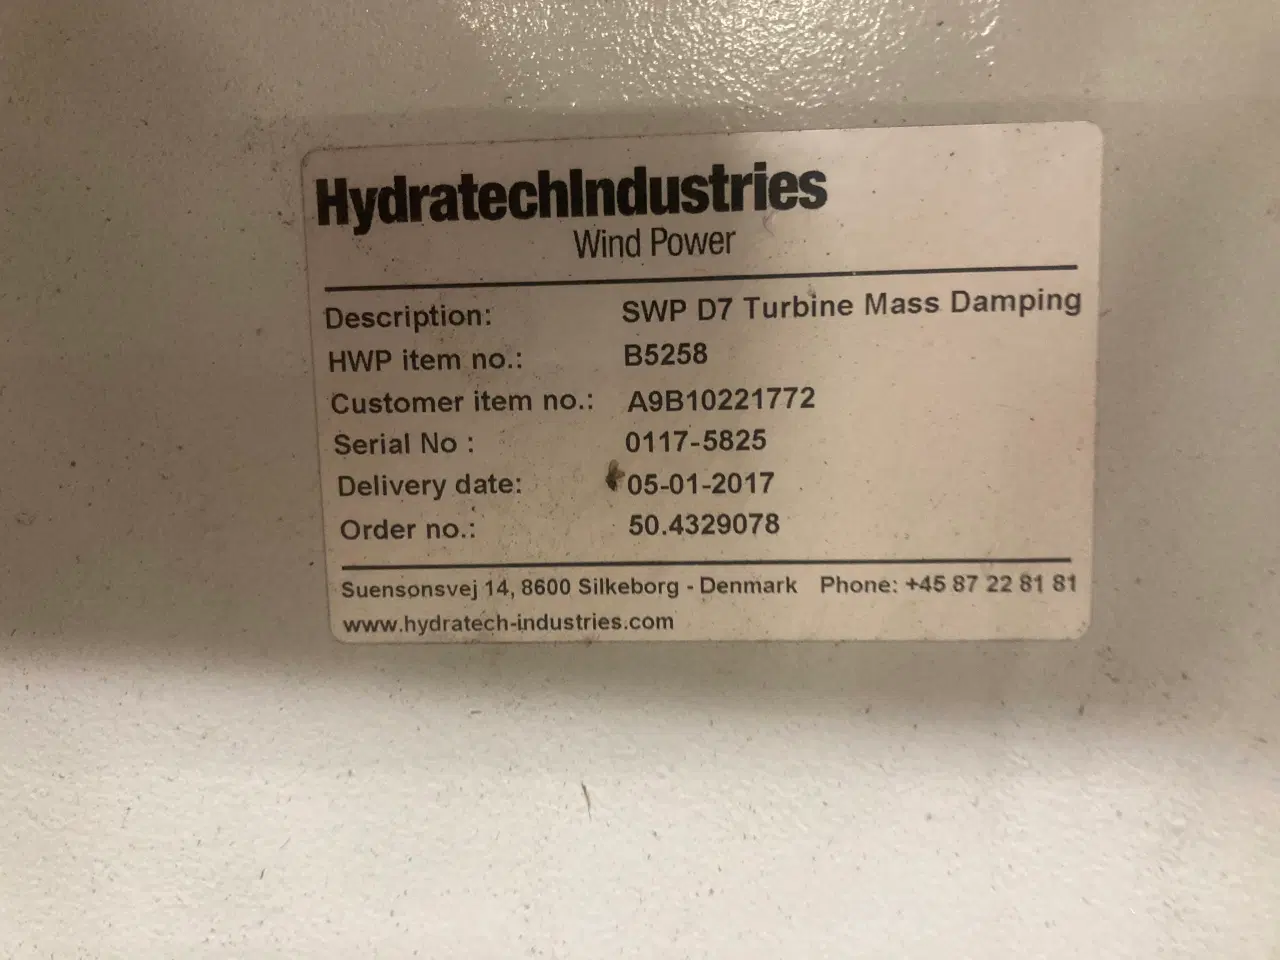 HydratechIndustries
Wind Power
Description: SWP D7 Turbine Mass Damping
HWP item no.: B5258
Customer item no.: A9B10221772
Serial No : 0117-5825
Delivery date: 05-01-2017
Order no.: 50.4329078
Suensonsvej 14, 8600 Silkeborg - Denmark Phone: +45 87 22 81 81
www.hydratech-industries.com